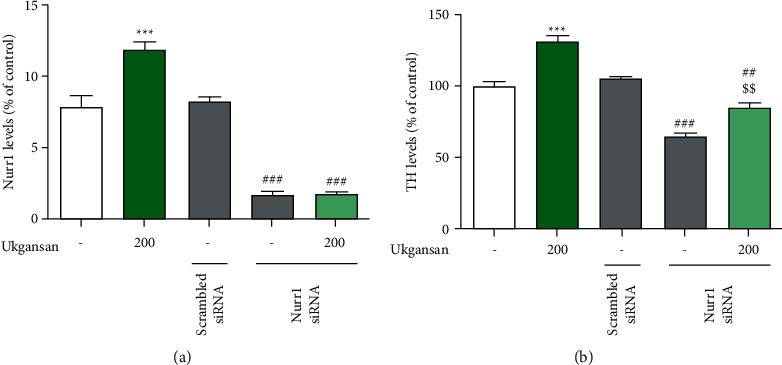 15
10
5
0
Nurr1 levels (% of control)
***
###
###
Ukgansan
-
200
-
-
200
Scrambled
siRNA
Nurr1
siRNA
(a)
150
100
50
0
TH levels (% of control)
***
###
##
$$
Ukgansan
-
200
-
-
200
Scrambled
siRNA
Nurr1
siRNA
(b)